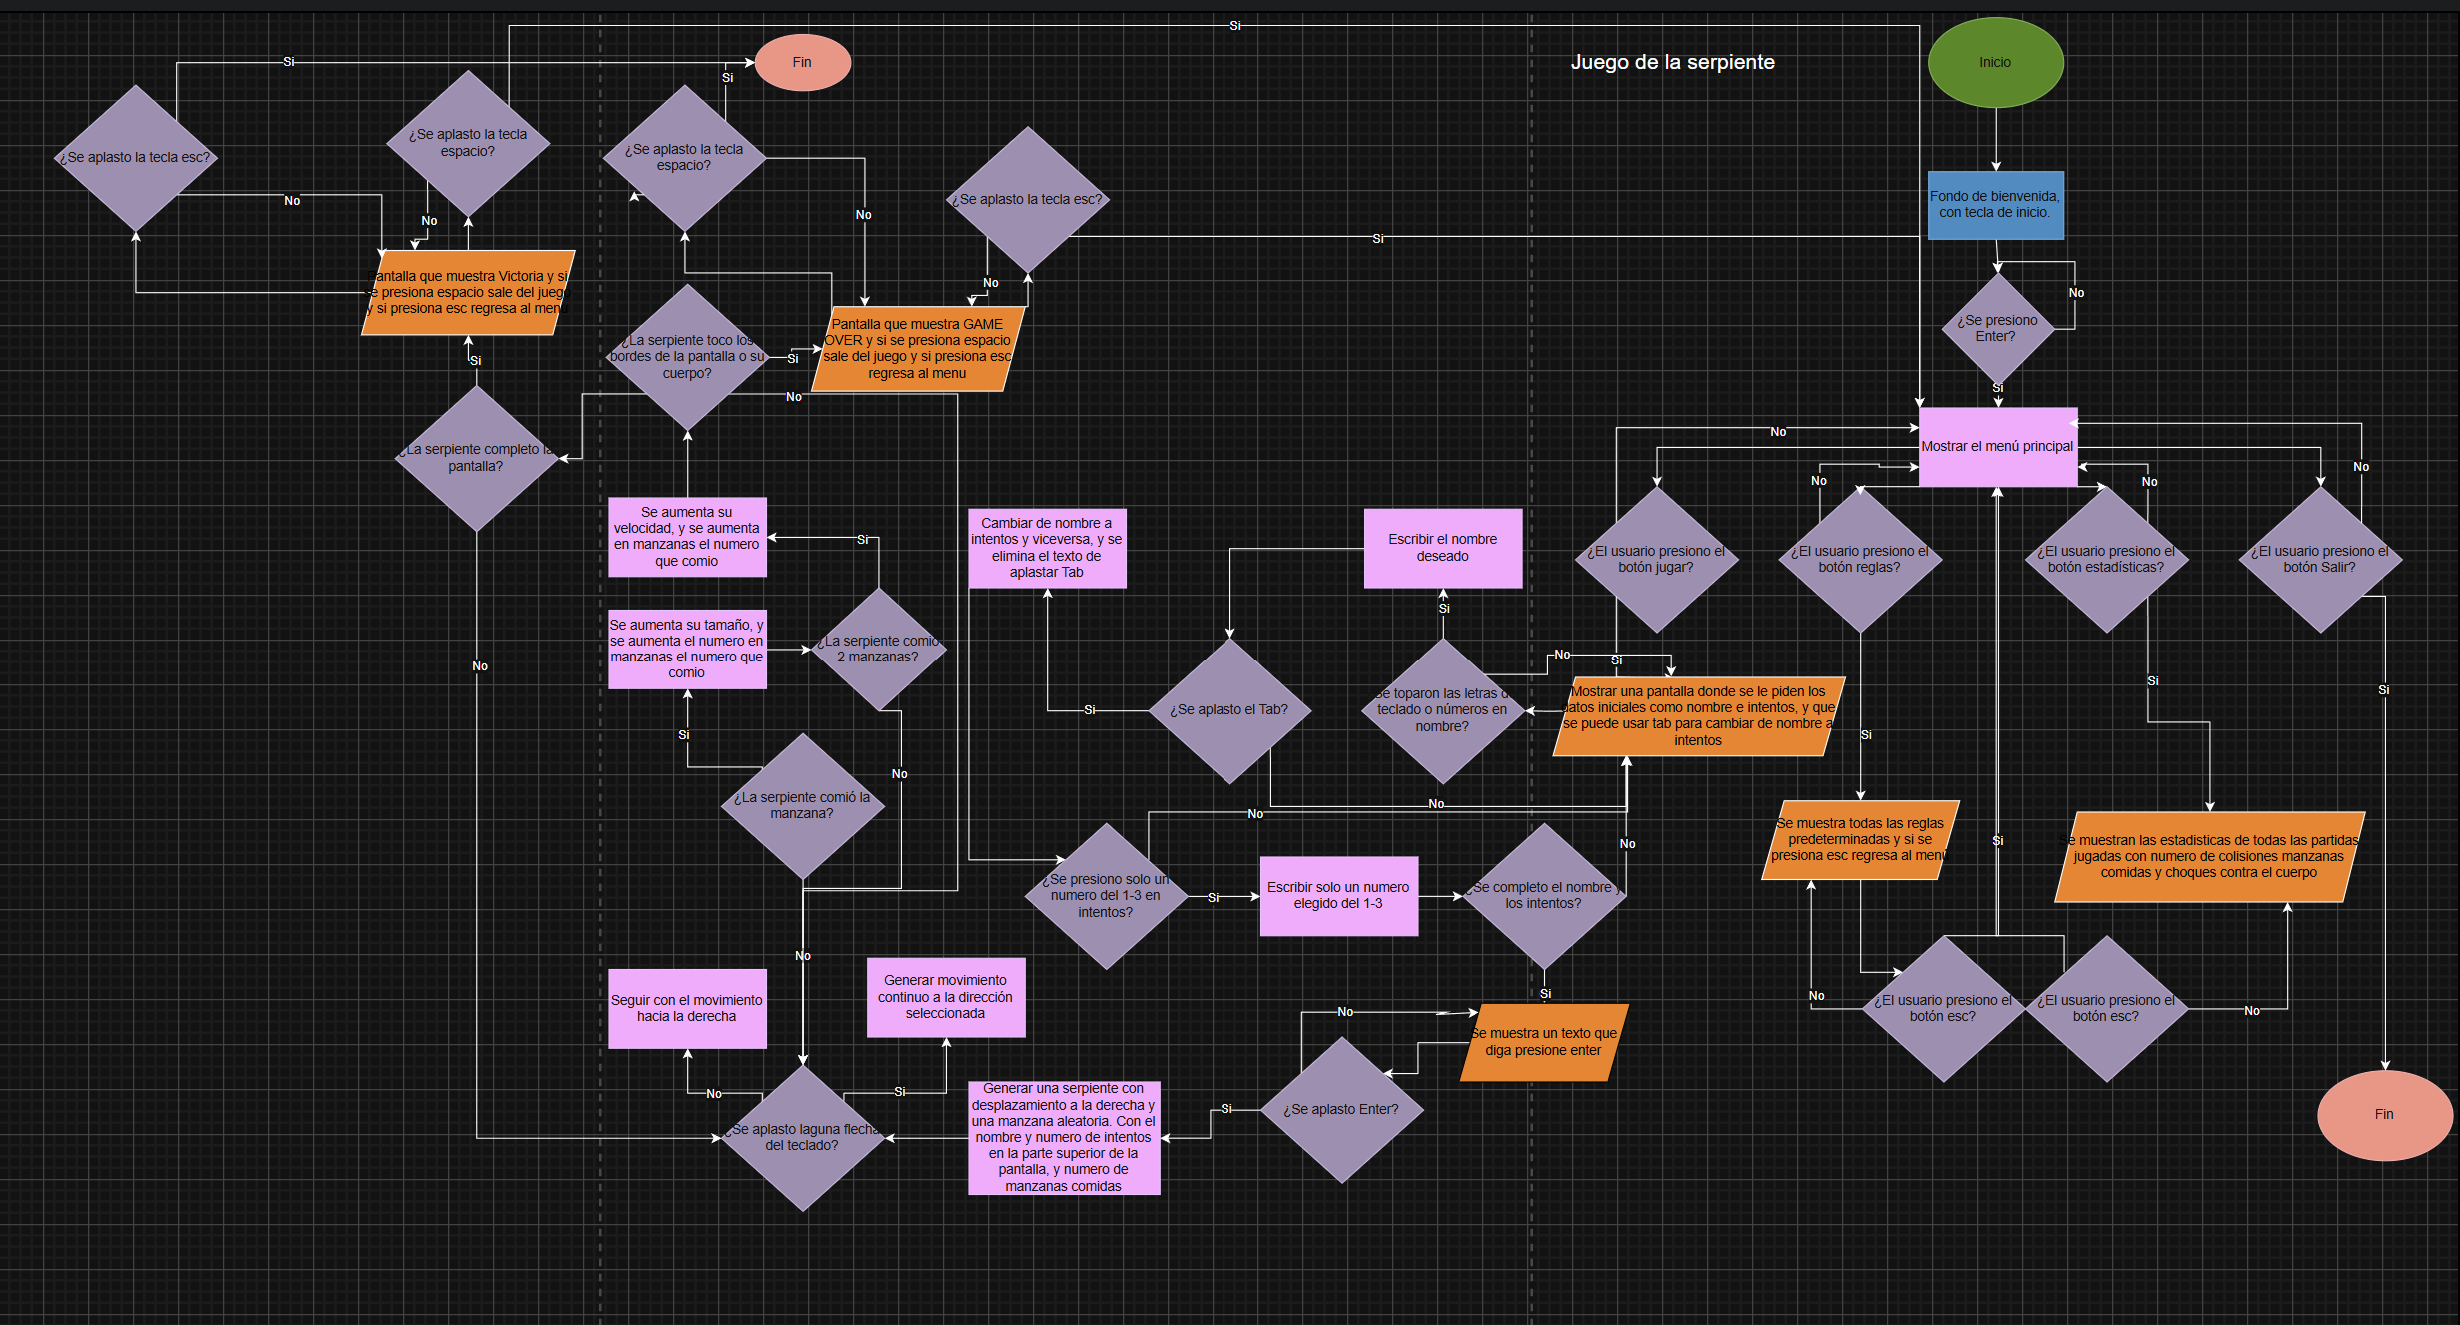 Juego de la serpiente
Inicio
Fondo de bienvenida,
con tecla de inicio.
¿Se presiono
Enter?
No
Si
Mostrar el menú principal
No
No
No
No
¿El usuario presiono el
botón jugar?
¿El usuario presiono el
botón reglas?
¿El usuario presiono el
botón estadísticas?
¿El usuario presiono el
botón Salir?
Si
Si
Si
Si
Fin
Se muestra todas las reglas
predeterminadas y si se
presiona esc regresa al menu
Se muestran las estadisticas de todas las partidas
jugadas con numero de colisiones manzanas
comidas y choques contra el cuerpo
Si
¿El usuario presiono el
botón esc?
No
¿El usuario presiono el
botón esc?
No
Mostrar una pantalla donde se le piden los
datos iniciales como nombre e intentos, y que
se puede usar tab para cambiar de nombre a
intentos
Se toparon las letras d
teclado o números en
nombre?
No
Si
Escribir el nombre
deseado
¿Se aplasto el Tab?
Si
No
Cambiar de nombre a
intentos y viceversa, y se
elimina el texto de
aplastar Tab
¿Se presiono solo un
numero del 1-3 en
intentos?
No
Si
Escribir solo un numero
elegido del 1-3
¿Se completo el nombre y
los intentos?
No
Si
Se muestra un texto que
diga presione enter
¿Se aplasto Enter?
No
Si
Generar una serpiente con
desplazamiento a la derecha y
una manzana aleatoria. Con el
nombre y numero de intentos
en la parte superior de la
pantalla, y numero de
manzanas comidas
¿Se aplasto laguna flecha
del teclado?
No
Si
Seguir con el movimiento
hacia la derecha
Generar movimiento
continuo a la dirección
seleccionada
No
¿La serpiente comió la
manzana?
Si
Se aumenta su tamaño, y
se aumenta el numero en
manzanas el numero que
comio
¿La serpiente comio
2 manzanas?
No
Si
Se aumenta su
velocidad, y se aumenta
en manzanas el numero
que comio
¿La serpiente toco los
bordes de la pantalla o su
cuerpo?
Si
No
Pantalla que muestra GAME
OVER y si se presiona espacio
sale del juego y si presiona esc
regresa al menu
¿Se aplasto la tecla
espacio?
Si
No
¿Se aplasto la tecla esc?
No
Si
Fin
¿La serpiente completo la
pantalla?
Si
No
Pantalla que muestra Victoria y si
se presiona espacio sale del juego
y si presiona esc regresa al menu
¿Se aplasto la tecla
espacio?
No
Si
¿Se aplasto la tecla esc?
Si
No